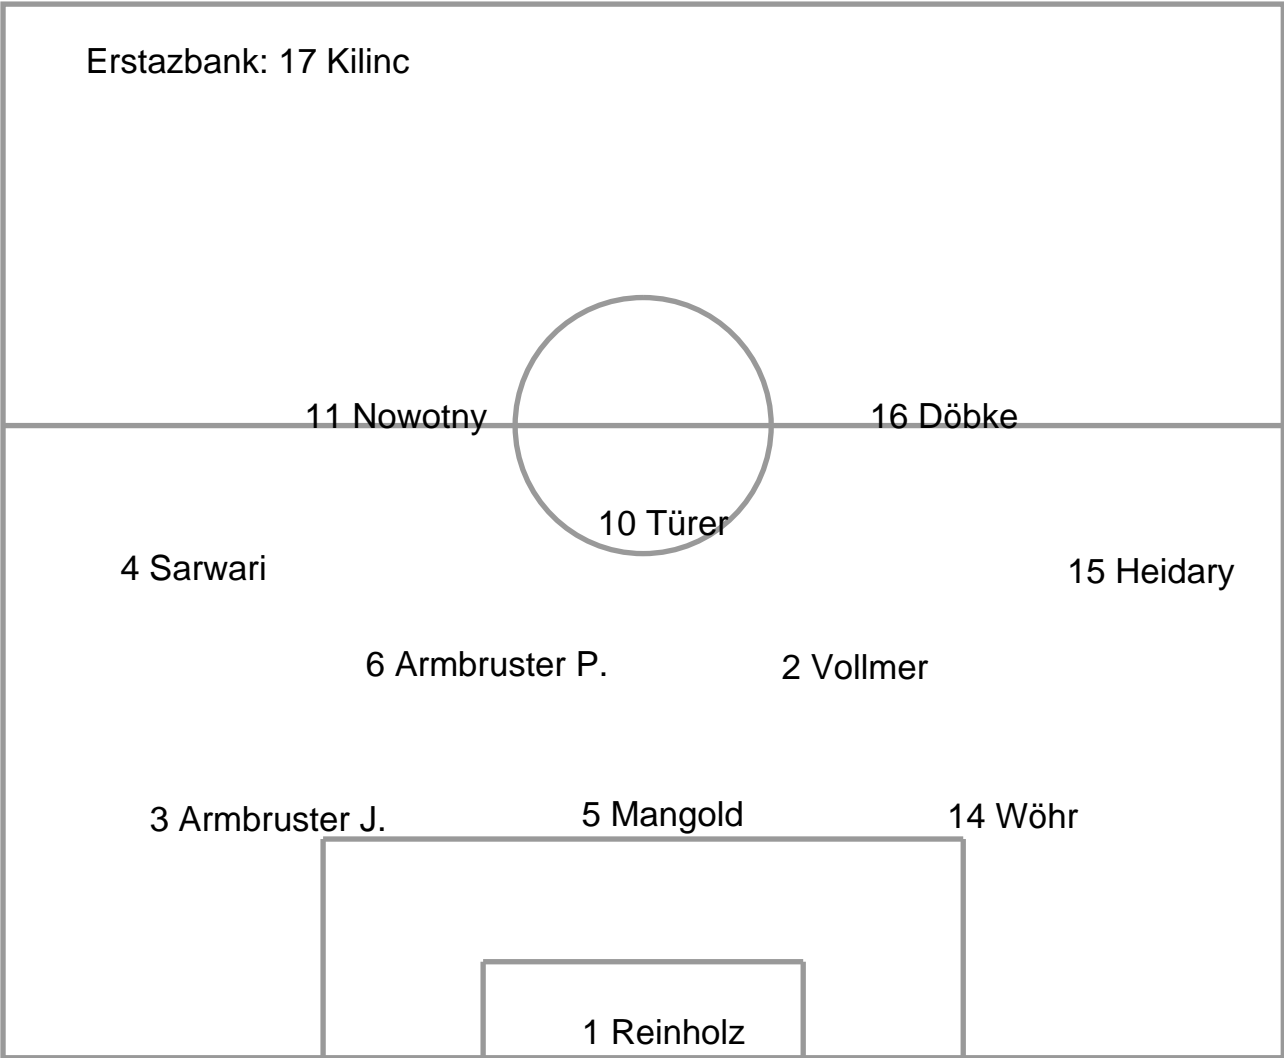 Erstazbank: 17 Kilinc
11 Nowotny
16 Döbke
10 Türer
4 Sarwari
15 Heidary
6 Armbruster P.
2 Vollmer
3 Armbruster J.
5 Mangold
14 Wöhr
1 Reinholz